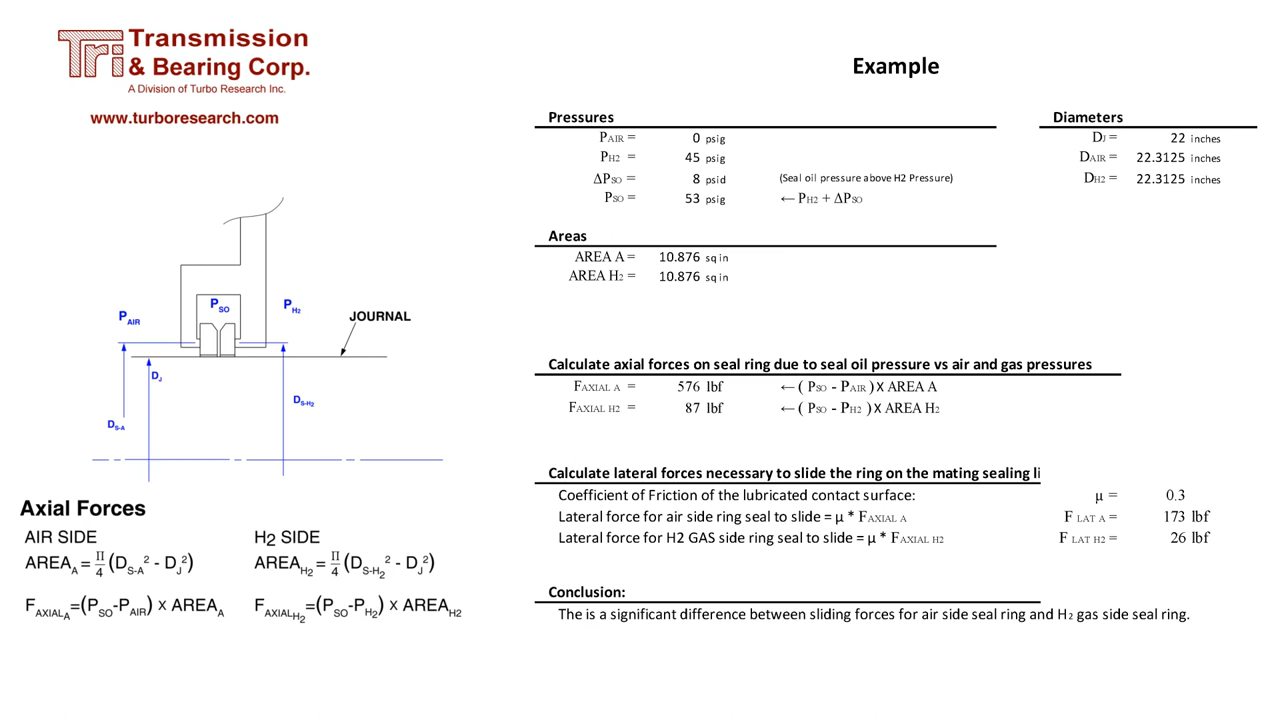 Tri Transmission
& Bearing Corp.
A Division of Turbo Research Inc.
www.turboresearch.com
Example
Pressures
PAIR = 0 psig
PH2 = 45 psig
ΔPSO = 8 psid (Seal oil pressure above H2 Pressure)
PSO = 53 psig ← PH2 + ΔPSO
Diameters
DJ = 22 inches
DAIR = 22.3125 inches
DH2 = 22.3125 inches
Areas
AREA A = 10.876 sq in
AREA H2 = 10.876 sq in
PAIR
PSO
PH2
JOURNAL
DJ
DS-H2
DS-A
Calculate axial forces on seal ring due to seal oil pressure vs air and gas pressures
FAXIAL A = 576 lbf ← ( PSO - PAIR ) X AREA A
FAXIAL H2 = 87 lbf ← ( PSO - PH2 ) X AREA H2
Calculate lateral forces necessary to slide the ring on the mating sealing li
Coefficient of Friction of the lubricated contact surface: μ = 0.3
Lateral force for air side ring seal to slide = μ * FAXIAL A F LAT A = 173 lbf
Lateral force for H2 GAS side ring seal to slide = μ * FAXIAL H2 F LAT H2 = 26 lbf
Conclusion:
The is a significant difference between sliding forces for air side seal ring and H2 gas side seal ring.
Axial Forces
AIR SIDE
AREAA = Π/4 (DS-A² - DJ²)
FAXIALA=(PSO-PAIR) X AREAA
H2 SIDE
AREAH2 = Π/4 (DS-H2² - DJ²)
FAXIALH2=(PSO-PH2) X AREAH2